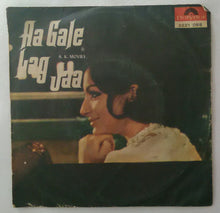 Aa Gale
Lag Jaa
A. K. MOVIES
Polydor